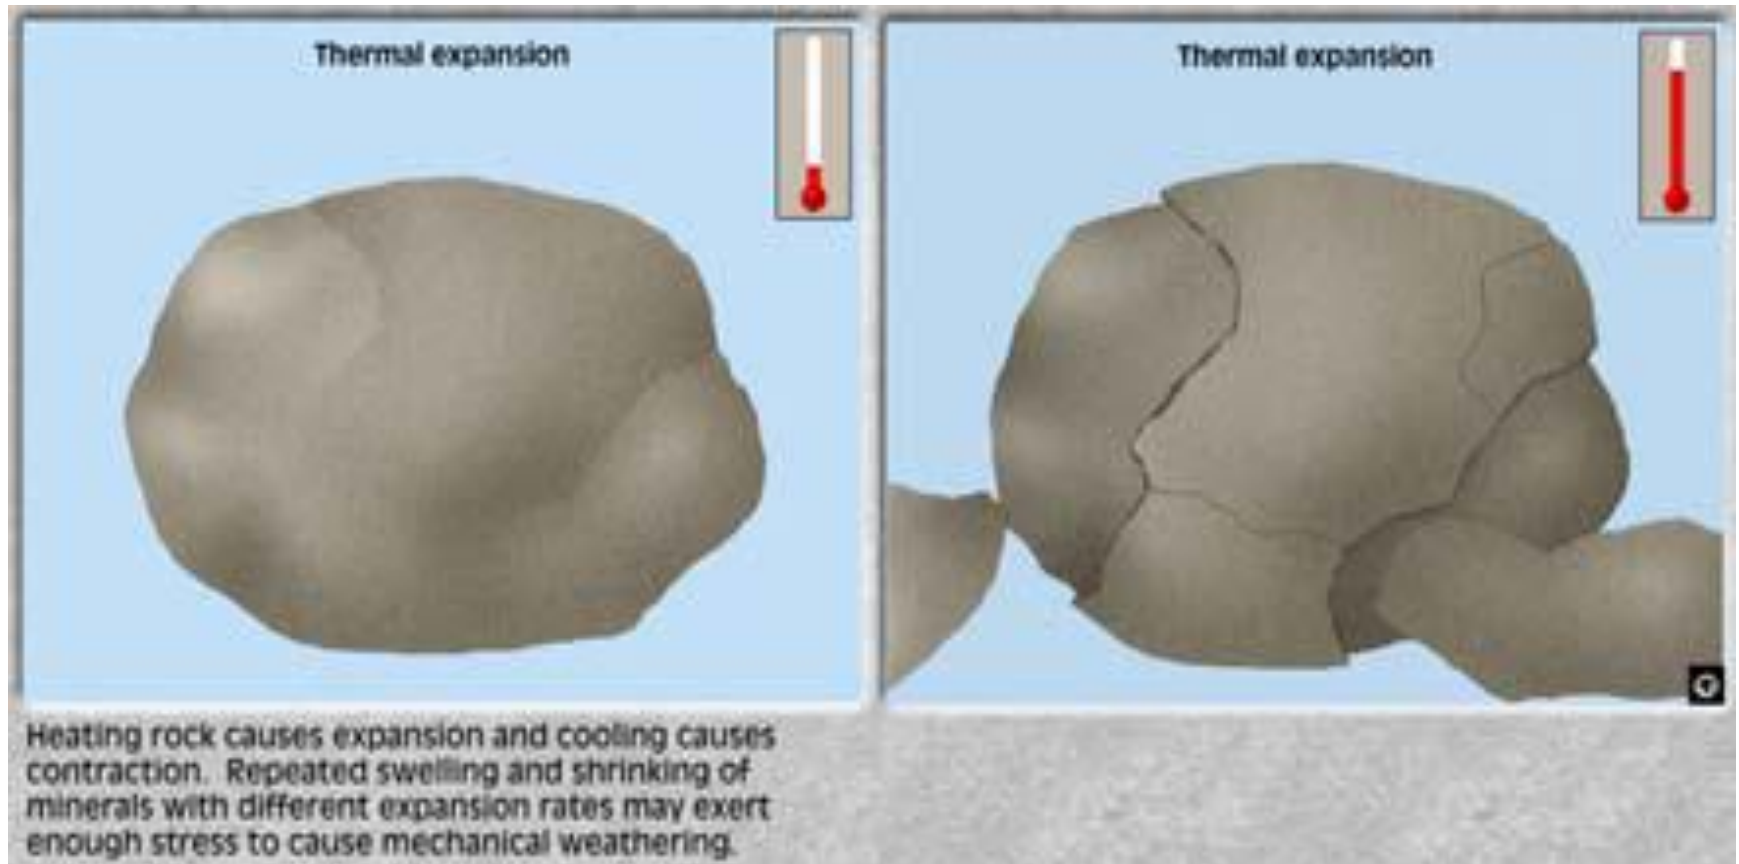 Thermal expansion
Thermal expansion
Heating rock causes expansion and cooling causes
contraction. Repeated swelling and shrinking of
minerals with different expansion rates may exert
enough stress to cause mechanical weathering.